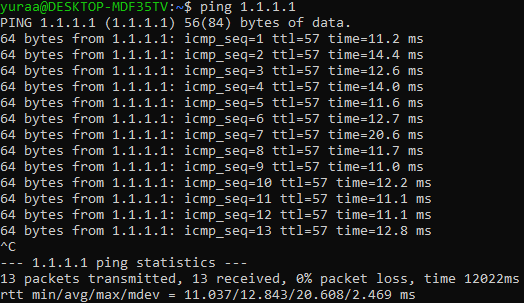 yuraa@DESKTOP-MDF35TV:~$ ping 1.1.1.1
PING 1.1.1.1 (1.1.1.1) 56(84) bytes of data.
64 bytes from 1.1.1.1: icmp_seq=1 ttl=57 time=11.2 ms
64 bytes from 1.1.1.1: icmp_seq=2 ttl=57 time=14.4 ms
64 bytes from 1.1.1.1: icmp_seq=3 ttl=57 time=12.6 ms
64 bytes from 1.1.1.1: icmp_seq=4 ttl=57 time=14.0 ms
64 bytes from 1.1.1.1: icmp_seq=5 ttl=57 time=11.6 ms
64 bytes from 1.1.1.1: icmp_seq=6 ttl=57 time=12.7 ms
64 bytes from 1.1.1.1: icmp_seq=7 ttl=57 time=20.6 ms
64 bytes from 1.1.1.1: icmp_seq=8 ttl=57 time=11.7 ms
64 bytes from 1.1.1.1: icmp_seq=9 ttl=57 time=11.0 ms
64 bytes from 1.1.1.1: icmp_seq=10 ttl=57 time=12.2 ms
64 bytes from 1.1.1.1: icmp_seq=11 ttl=57 time=11.1 ms
64 bytes from 1.1.1.1: icmp_seq=12 ttl=57 time=11.1 ms
64 bytes from 1.1.1.1: icmp_seq=13 ttl=57 time=12.8 ms
^C
--- 1.1.1.1 ping statistics ---
13 packets transmitted, 13 received, 0% packet loss, time 12022ms
rtt min/avg/max/mdev = 11.037/12.843/20.608/2.469 ms